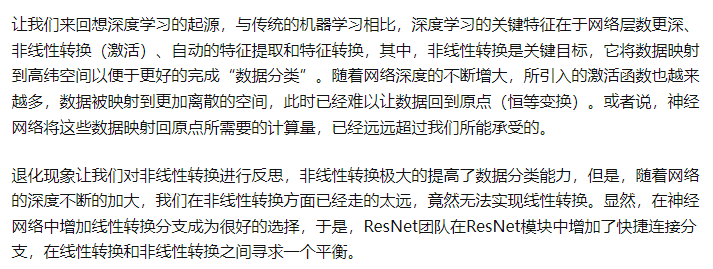 让我们来回想深度学习的起源，与传统的机器学习相比，深度学习的关键特征在于网络层数更深、
非线性转换（激活）、自动的特征提取和特征转换，其中，非线性转换是关键目标，它将数据映射
到高纬空间以便于更好的完成“数据分类”。随着网络深度的不断增大，所引入的激活函数也越来
越多，数据被映射到更加离散的空间，此时已经难以让数据回到原点（恒等变换）。或者说，神经
网络将这些数据映射回原点所需要的计算量，已经远远超过我们所能承受的。
退化现象让我们对非线性转换进行反思，非线性转换极大的提高了数据分类能力，但是，随着网络
的深度不断的加大，我们在非线性转换方面已经走的太远，竟然无法实现线性转换。显然，在神经
网络中增加线性转换分支成为很好的选择，于是，ResNet团队在ResNet模块中增加了快捷连接分
支，在线性转换和非线性转换之间寻求一个平衡。